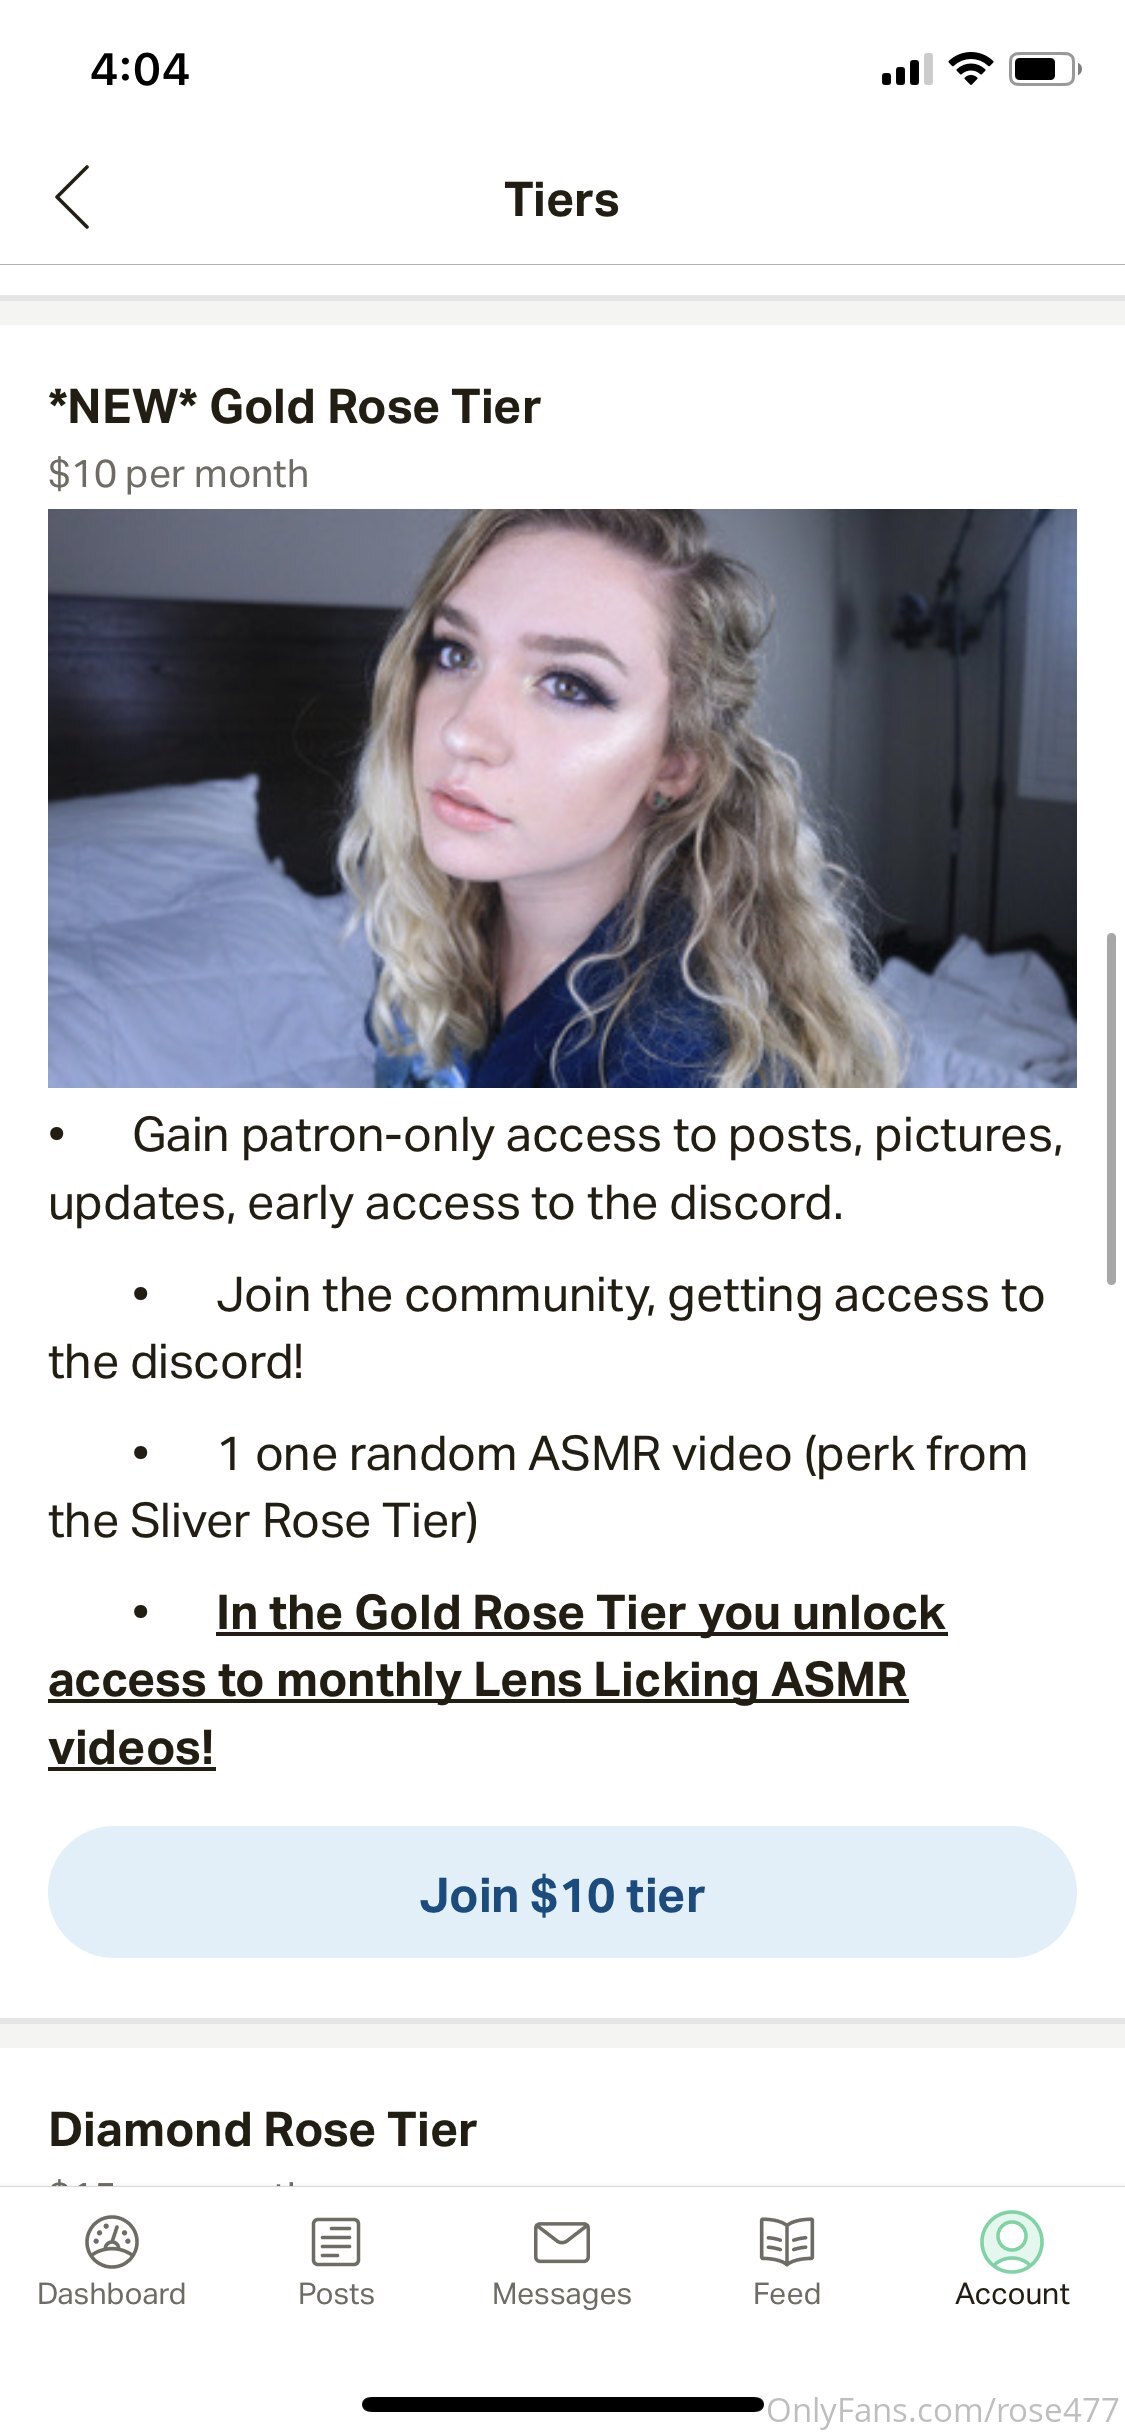 4:04
Tiers
*NEW* Gold Rose Tier
$10 per month
• Gain patron-only access to posts, pictures,
updates, early access to the discord.
• Join the community, getting access to
the discord!
• 1 one random ASMR video (perk from
the Sliver Rose Tier)
• In the Gold Rose Tier you unlock
access to monthly Lens Licking ASMR
videos!
Join $10 tier
Diamond Rose Tier
Dashboard
Posts
Messages
Feed
Account
OnlyFans.com/rose477